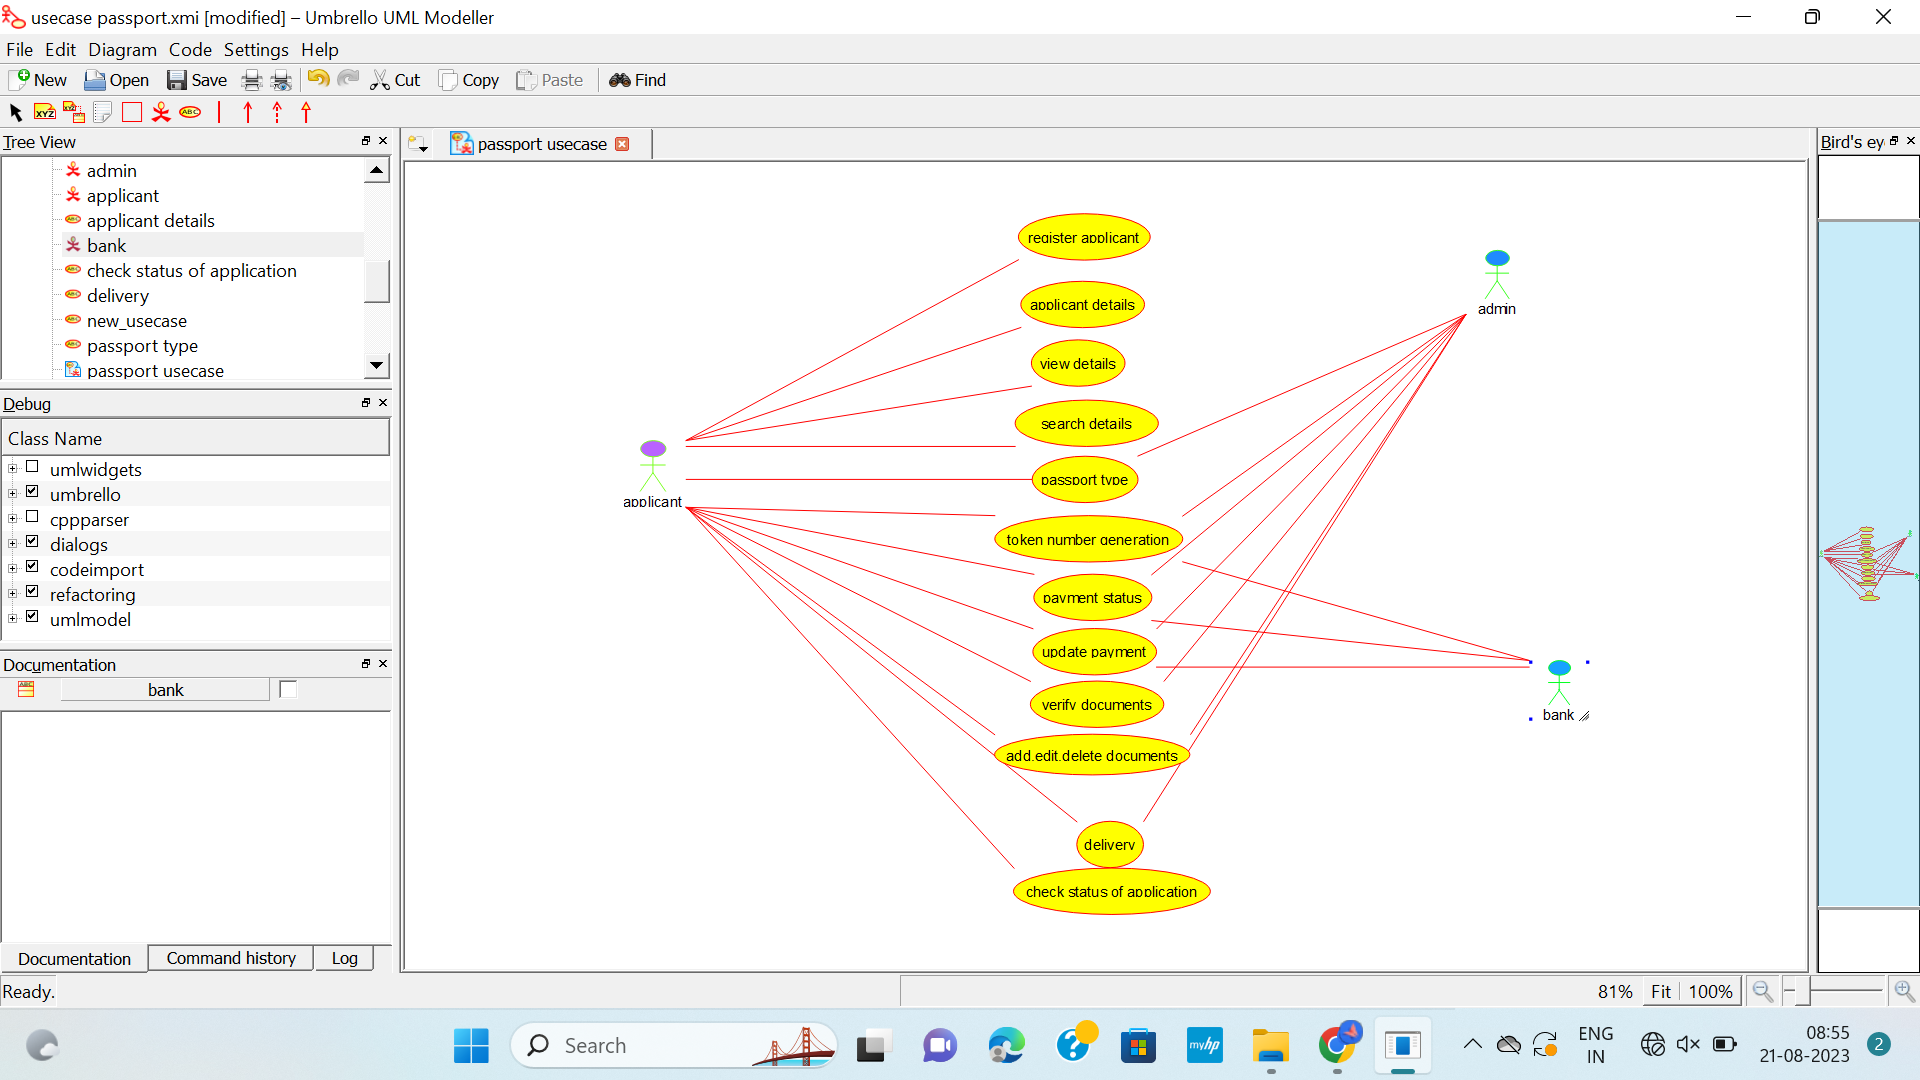 usecase passport.xmi [modified] – Umbrello UML Modeller
File Edit Diagram Code Settings Help
New Open Save Cut Copy Paste Find
XYZ XYZ ABC
Tree View
admin
applicant
applicant details
bank
check status of application
delivery
new_usecase
passport type
passport usecase
Debug
Class Name
umlwidgets
umbrello
cppparser
dialogs
codeimport
refactoring
umlmodel
Documentation
bank
Documentation Command history Log
passport usecase
register applicant
applicant details
view details
search details
passport type
token number generation
payment status
update payment
verify documents
add,edit,delete documents
delivery
check status of application
applicant
admin
bank
Bird's ey
Ready.
81% Fit 100%
Search
myhp
ENG
IN
08:55
21-08-2023
2